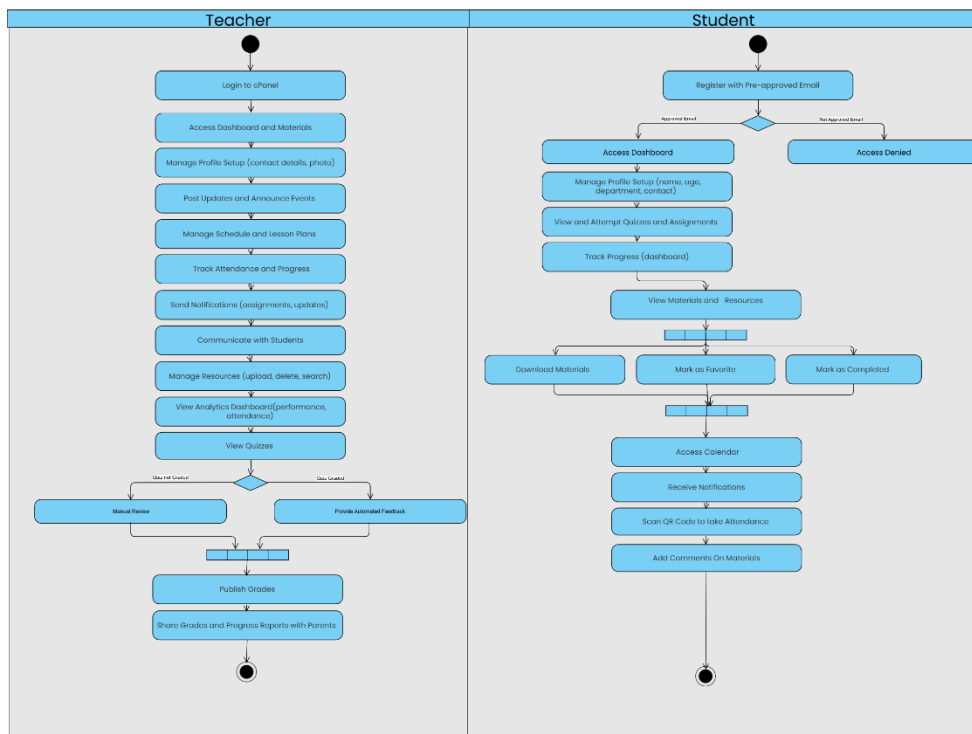 Teacher
Login to cPanel
Access Dashboard and Materials
Manage Profile Setup (contact details, photo)
Post Updates and Announce Events
Manage Schedule and Lesson Plans
Track Attendance and Progress
Send Notifications (assignments, updates)
Communicate with Students
Manage Resources (upload, delete, search)
View Analytics Dashboard(performance,
attendance)
View Quizzes
Quiz not Graded
Quiz Graded
Manual Review
Provide Automated Feedback
Publish Grades
Share Grades and Progress Reports with Parents
Student
Register with Pre-approved Email
Approved Email
Not Approved Email
Access Dashboard
Access Denied
Manage Profile Setup (name, age,
department, contact)
View and Attempt Quizzes and Assignments
Track Progress (dashboard)
View Materials and Resources
Download Materials
Mark as Favorite
Mark as Completed
Access Calendar
Receive Notifications
Scan QR Code to take Attendance
Add Comments On Materials